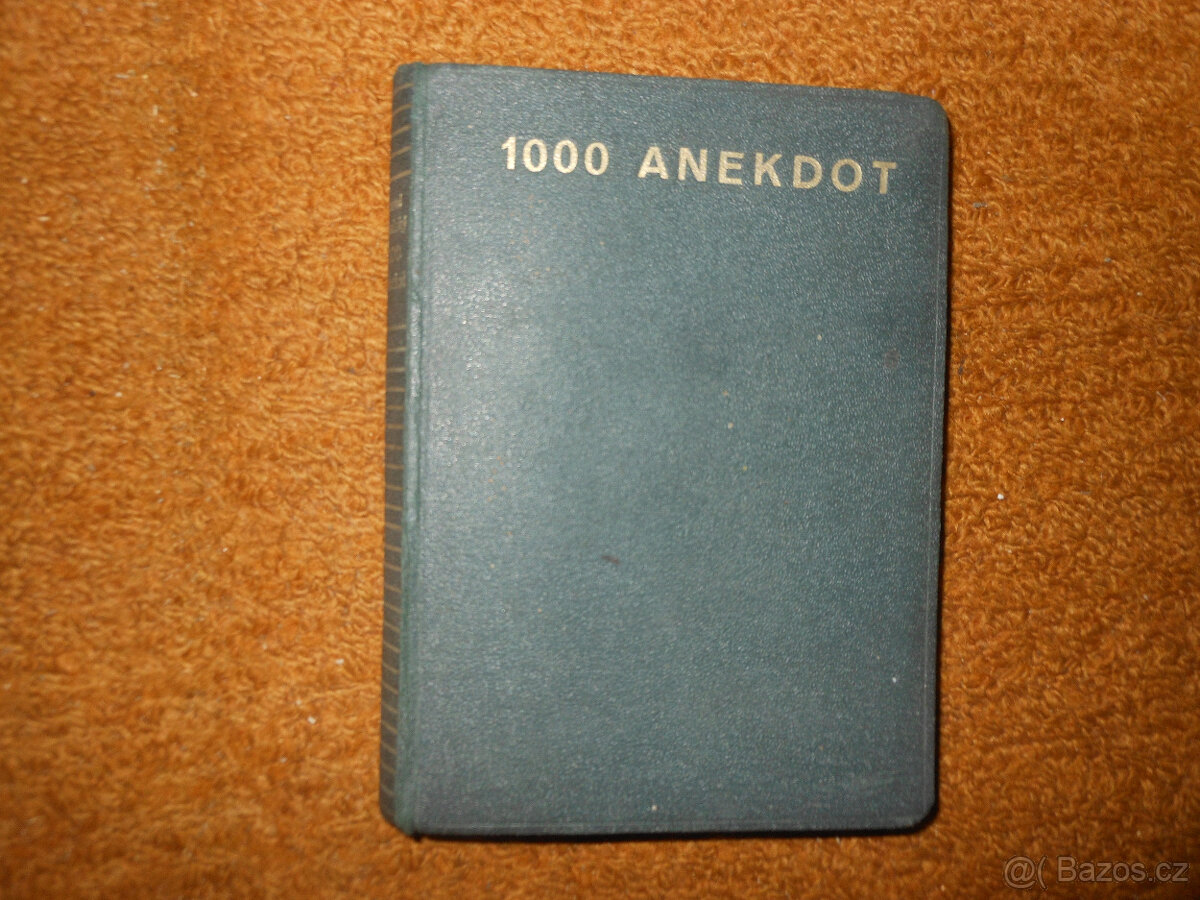 1000 ANEKDOT
@( Bazos.cz